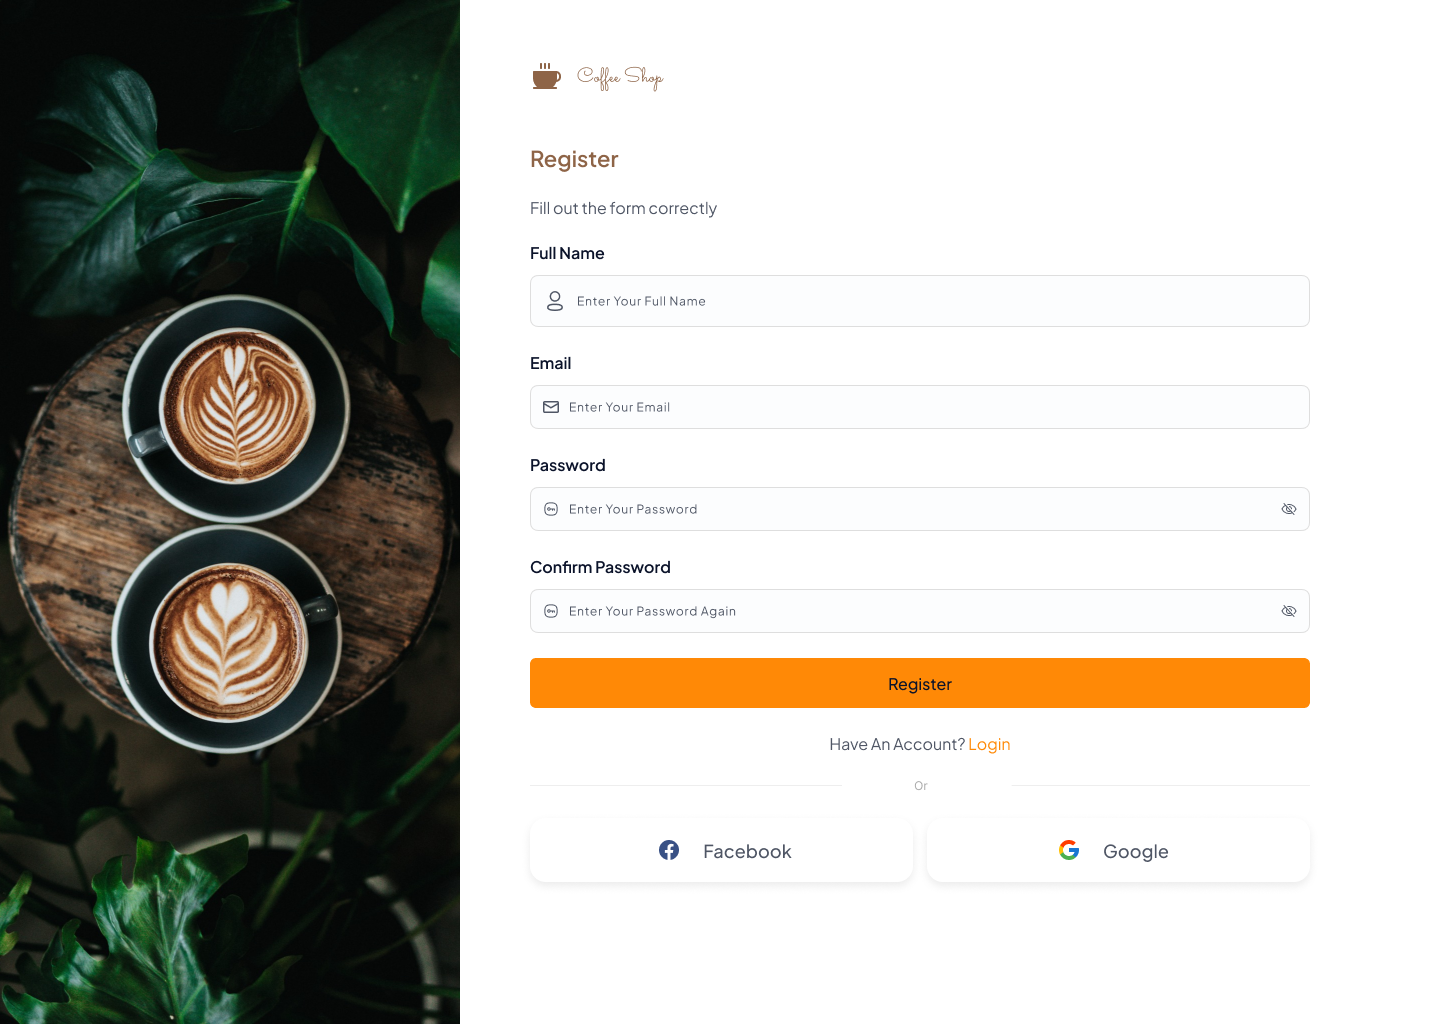 Coffee Shop
Register
Fill out the form correctly
Full Name
Enter Your Full Name
Email
Enter Your Email
Password
Enter Your Password
Confirm Password
Enter Your Password Again
Register
Have An Account? Login
Or
Facebook
Google